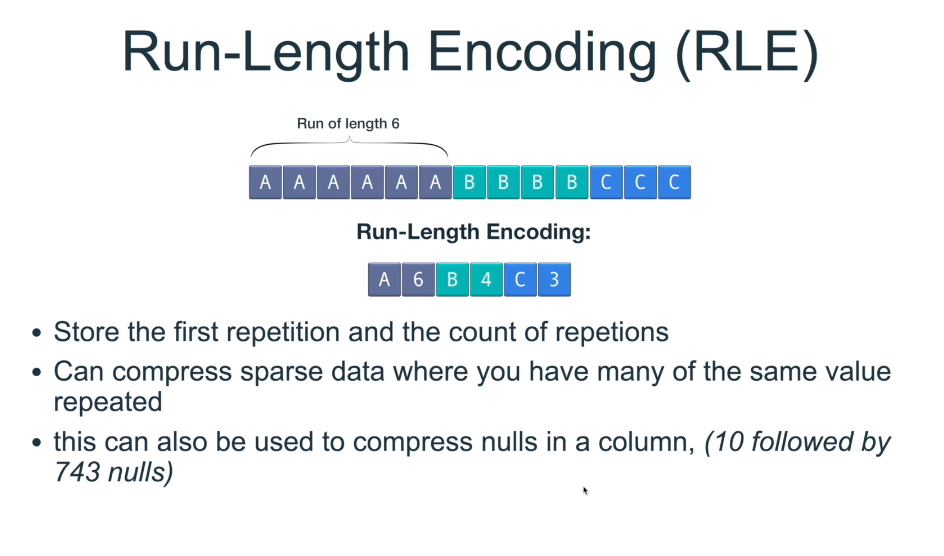 Run-Length Encoding (RLE)
Run of length 6
A A A A A A B B B B C C C
Run-Length Encoding:
A 6 B 4 C 3
• Store the first repetition and the count of repetions
• Can compress sparse data where you have many of the same value
repeated
• this can also be used to compress nulls in a column, (10 followed by
743 nulls)